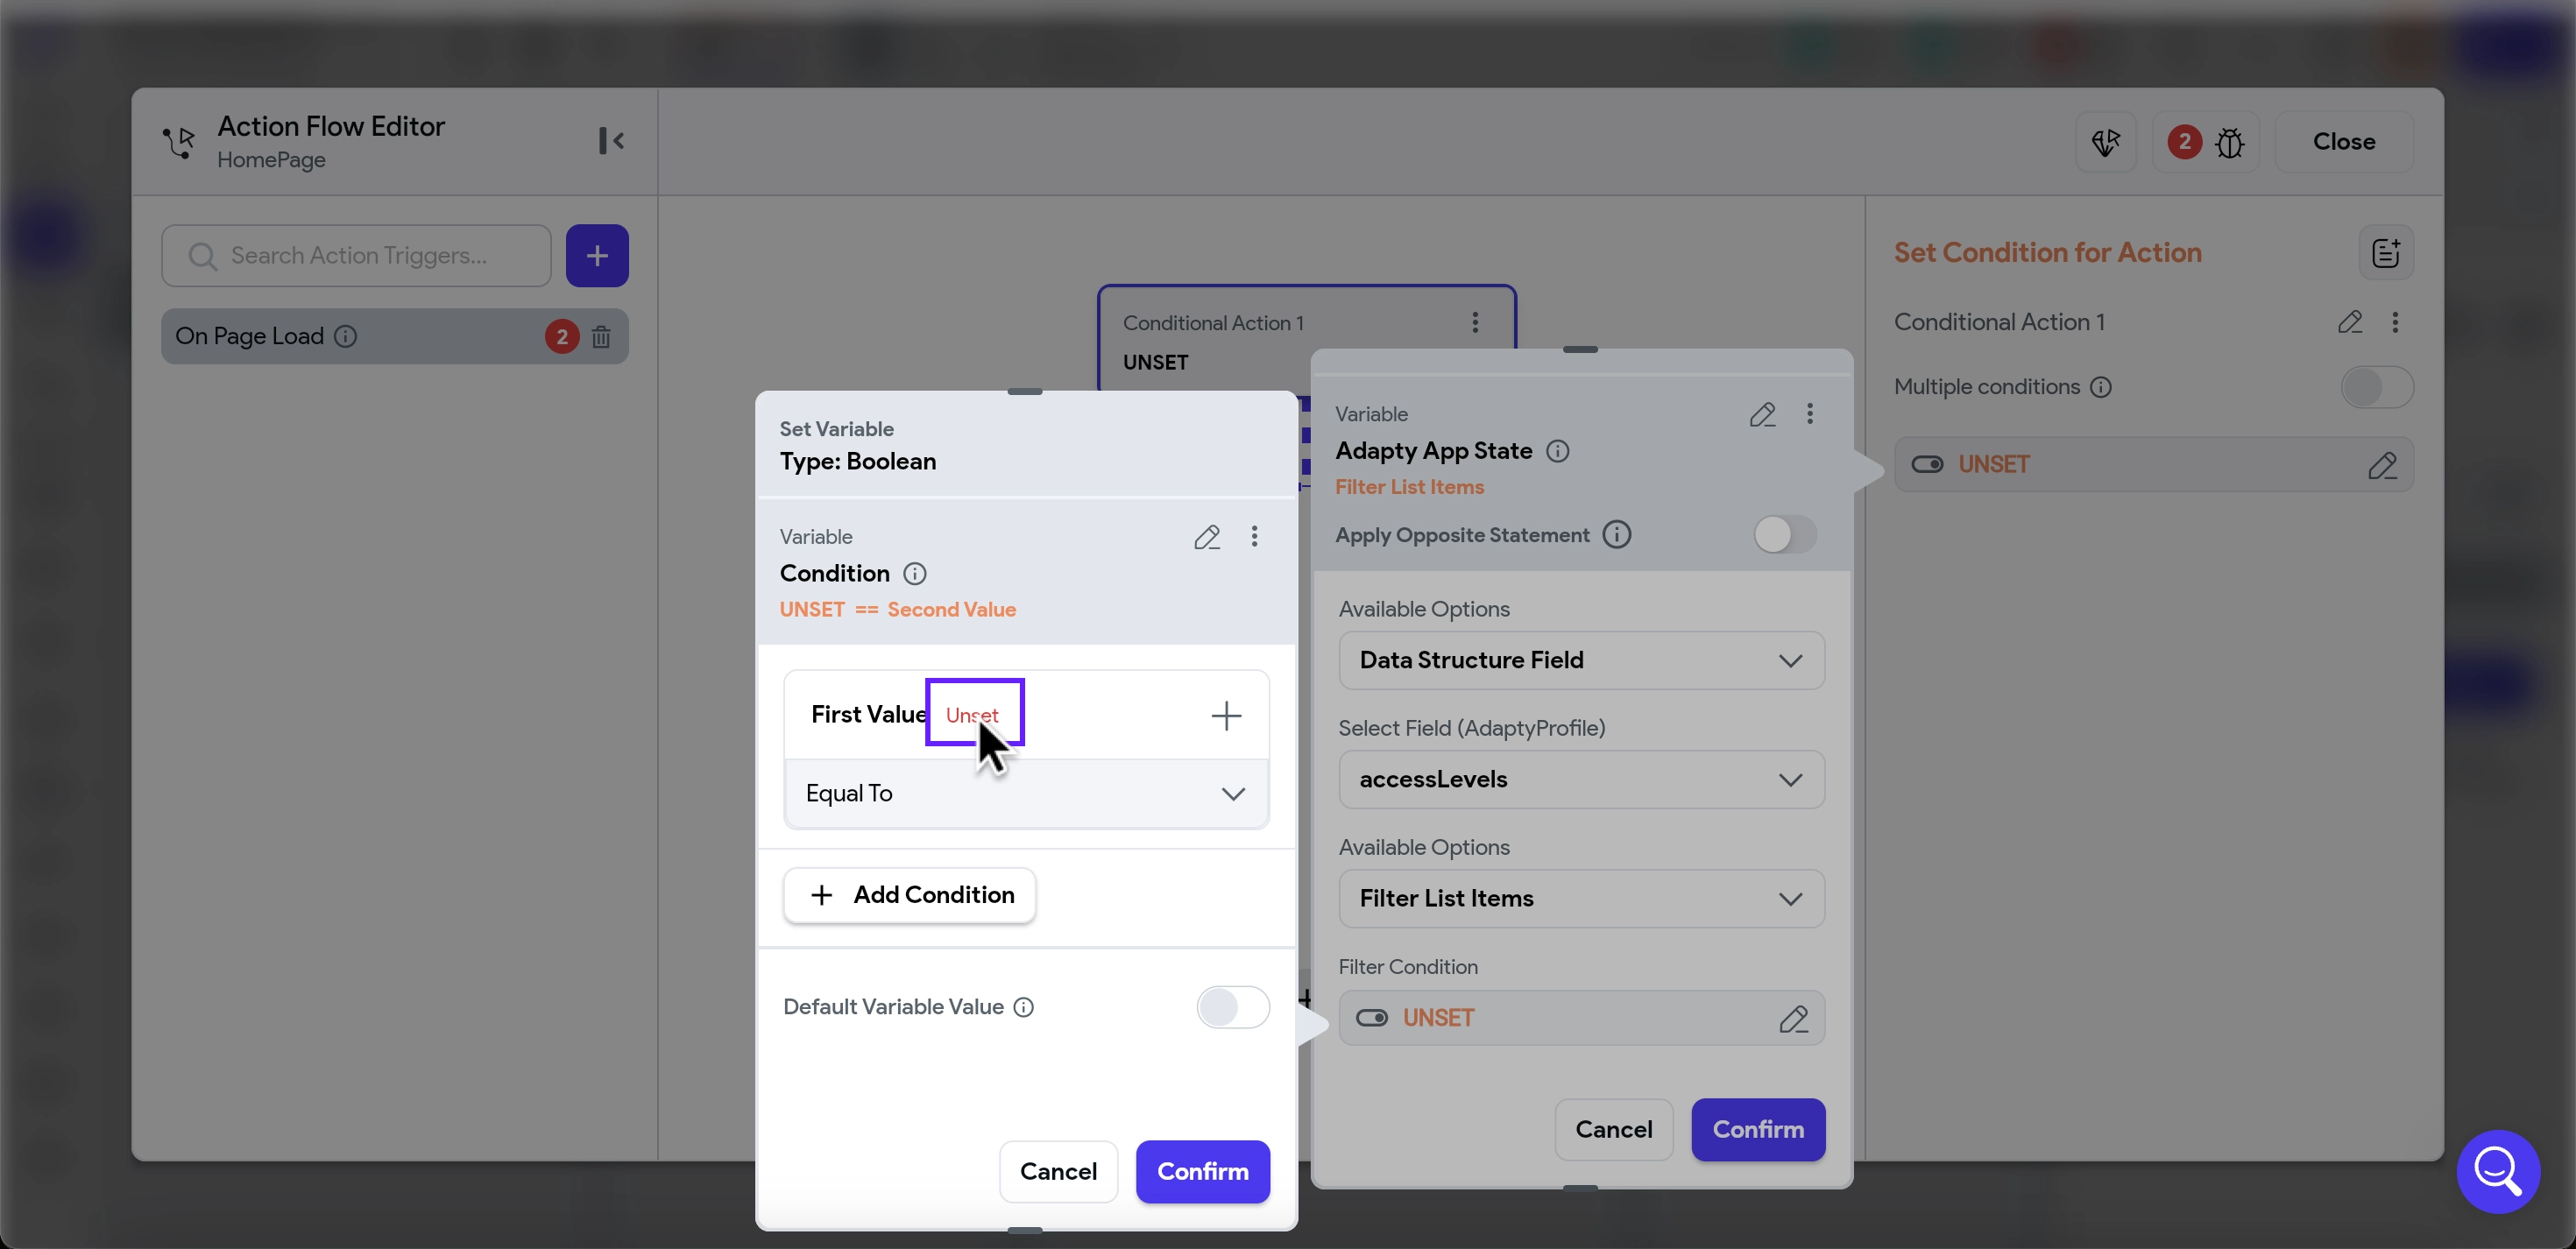 Action Flow Editor
HomePage
2
Close
Search Action Triggers...
On Page Load
2
Conditional Action 1
UNSET
Set Condition for Action
Conditional Action 1
Multiple conditions
UNSET
Set Variable
Type: Boolean
Variable
Condition
UNSET == Second Value
First Value Unset
Equal To
Add Condition
Default Variable Value
Cancel
Confirm
Variable
Adapty App State
Filter List Items
Apply Opposite Statement
Available Options
Data Structure Field
Select Field (AdaptyProfile)
accessLevels
Available Options
Filter List Items
Filter Condition
UNSET
Cancel
Confirm